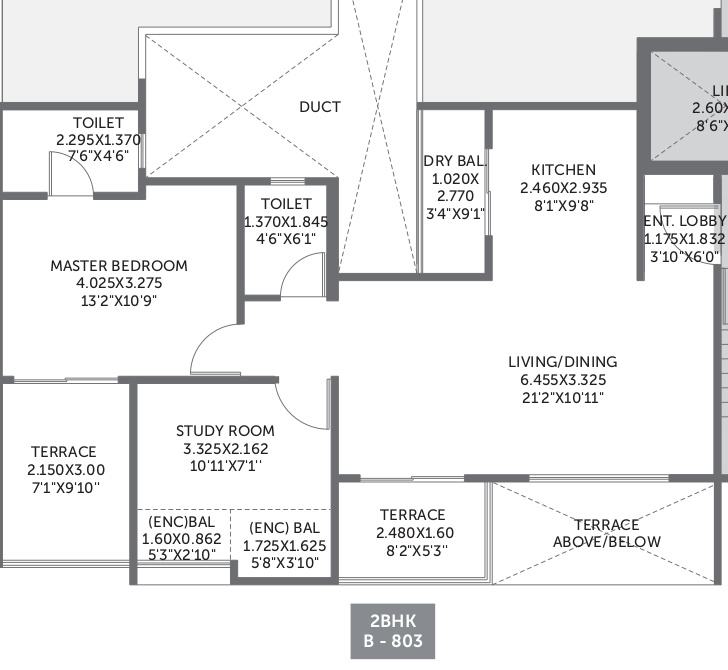 DUCT
TOILET
2.295X1.370
7'6"X4'6"
LI
2.60X
8'6"X
DRY BAL.
1.020X
2.770
3'4"X9'1"
KITCHEN
2.460X2.935
8'1"X9'8"
TOILET
1.370X1.845
4'6"X6'1"
ENT. LOBBY
1.175X1.832
3'10"X6'0"
MASTER BEDROOM
4.025X3.275
13'2"X10'9"
LIVING/DINING
6.455X3.325
21'2"X10'11"
STUDY ROOM
3.325X2.162
10'11'X7'1''
TERRACE
2.150X3.00
7'1"X9'10''
(ENC)BAL
1.60X0.862
5'3"X2'10"
(ENC) BAL
1.725X1.625
5'8"X3'10"
TERRACE
2.480X1.60
8'2"X5'3''
TERRACE
ABOVE/BELOW
2BHK
B - 803